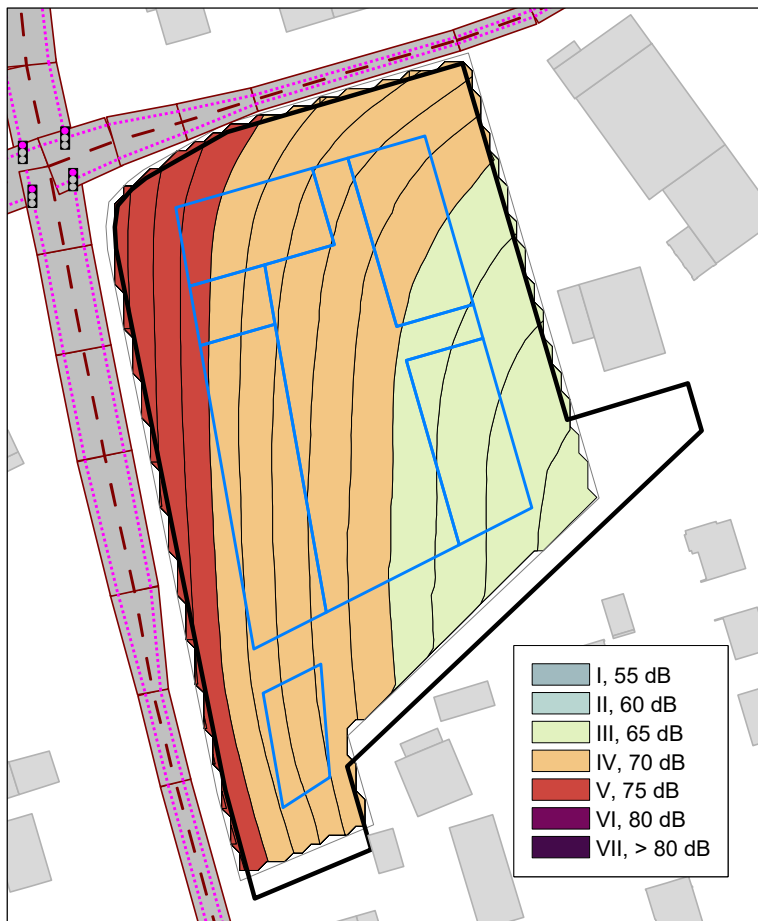 I, 55 dB
II, 60 dB
III, 65 dB
IV, 70 dB
V, 75 dB
VI, 80 dB
VII, > 80 dB